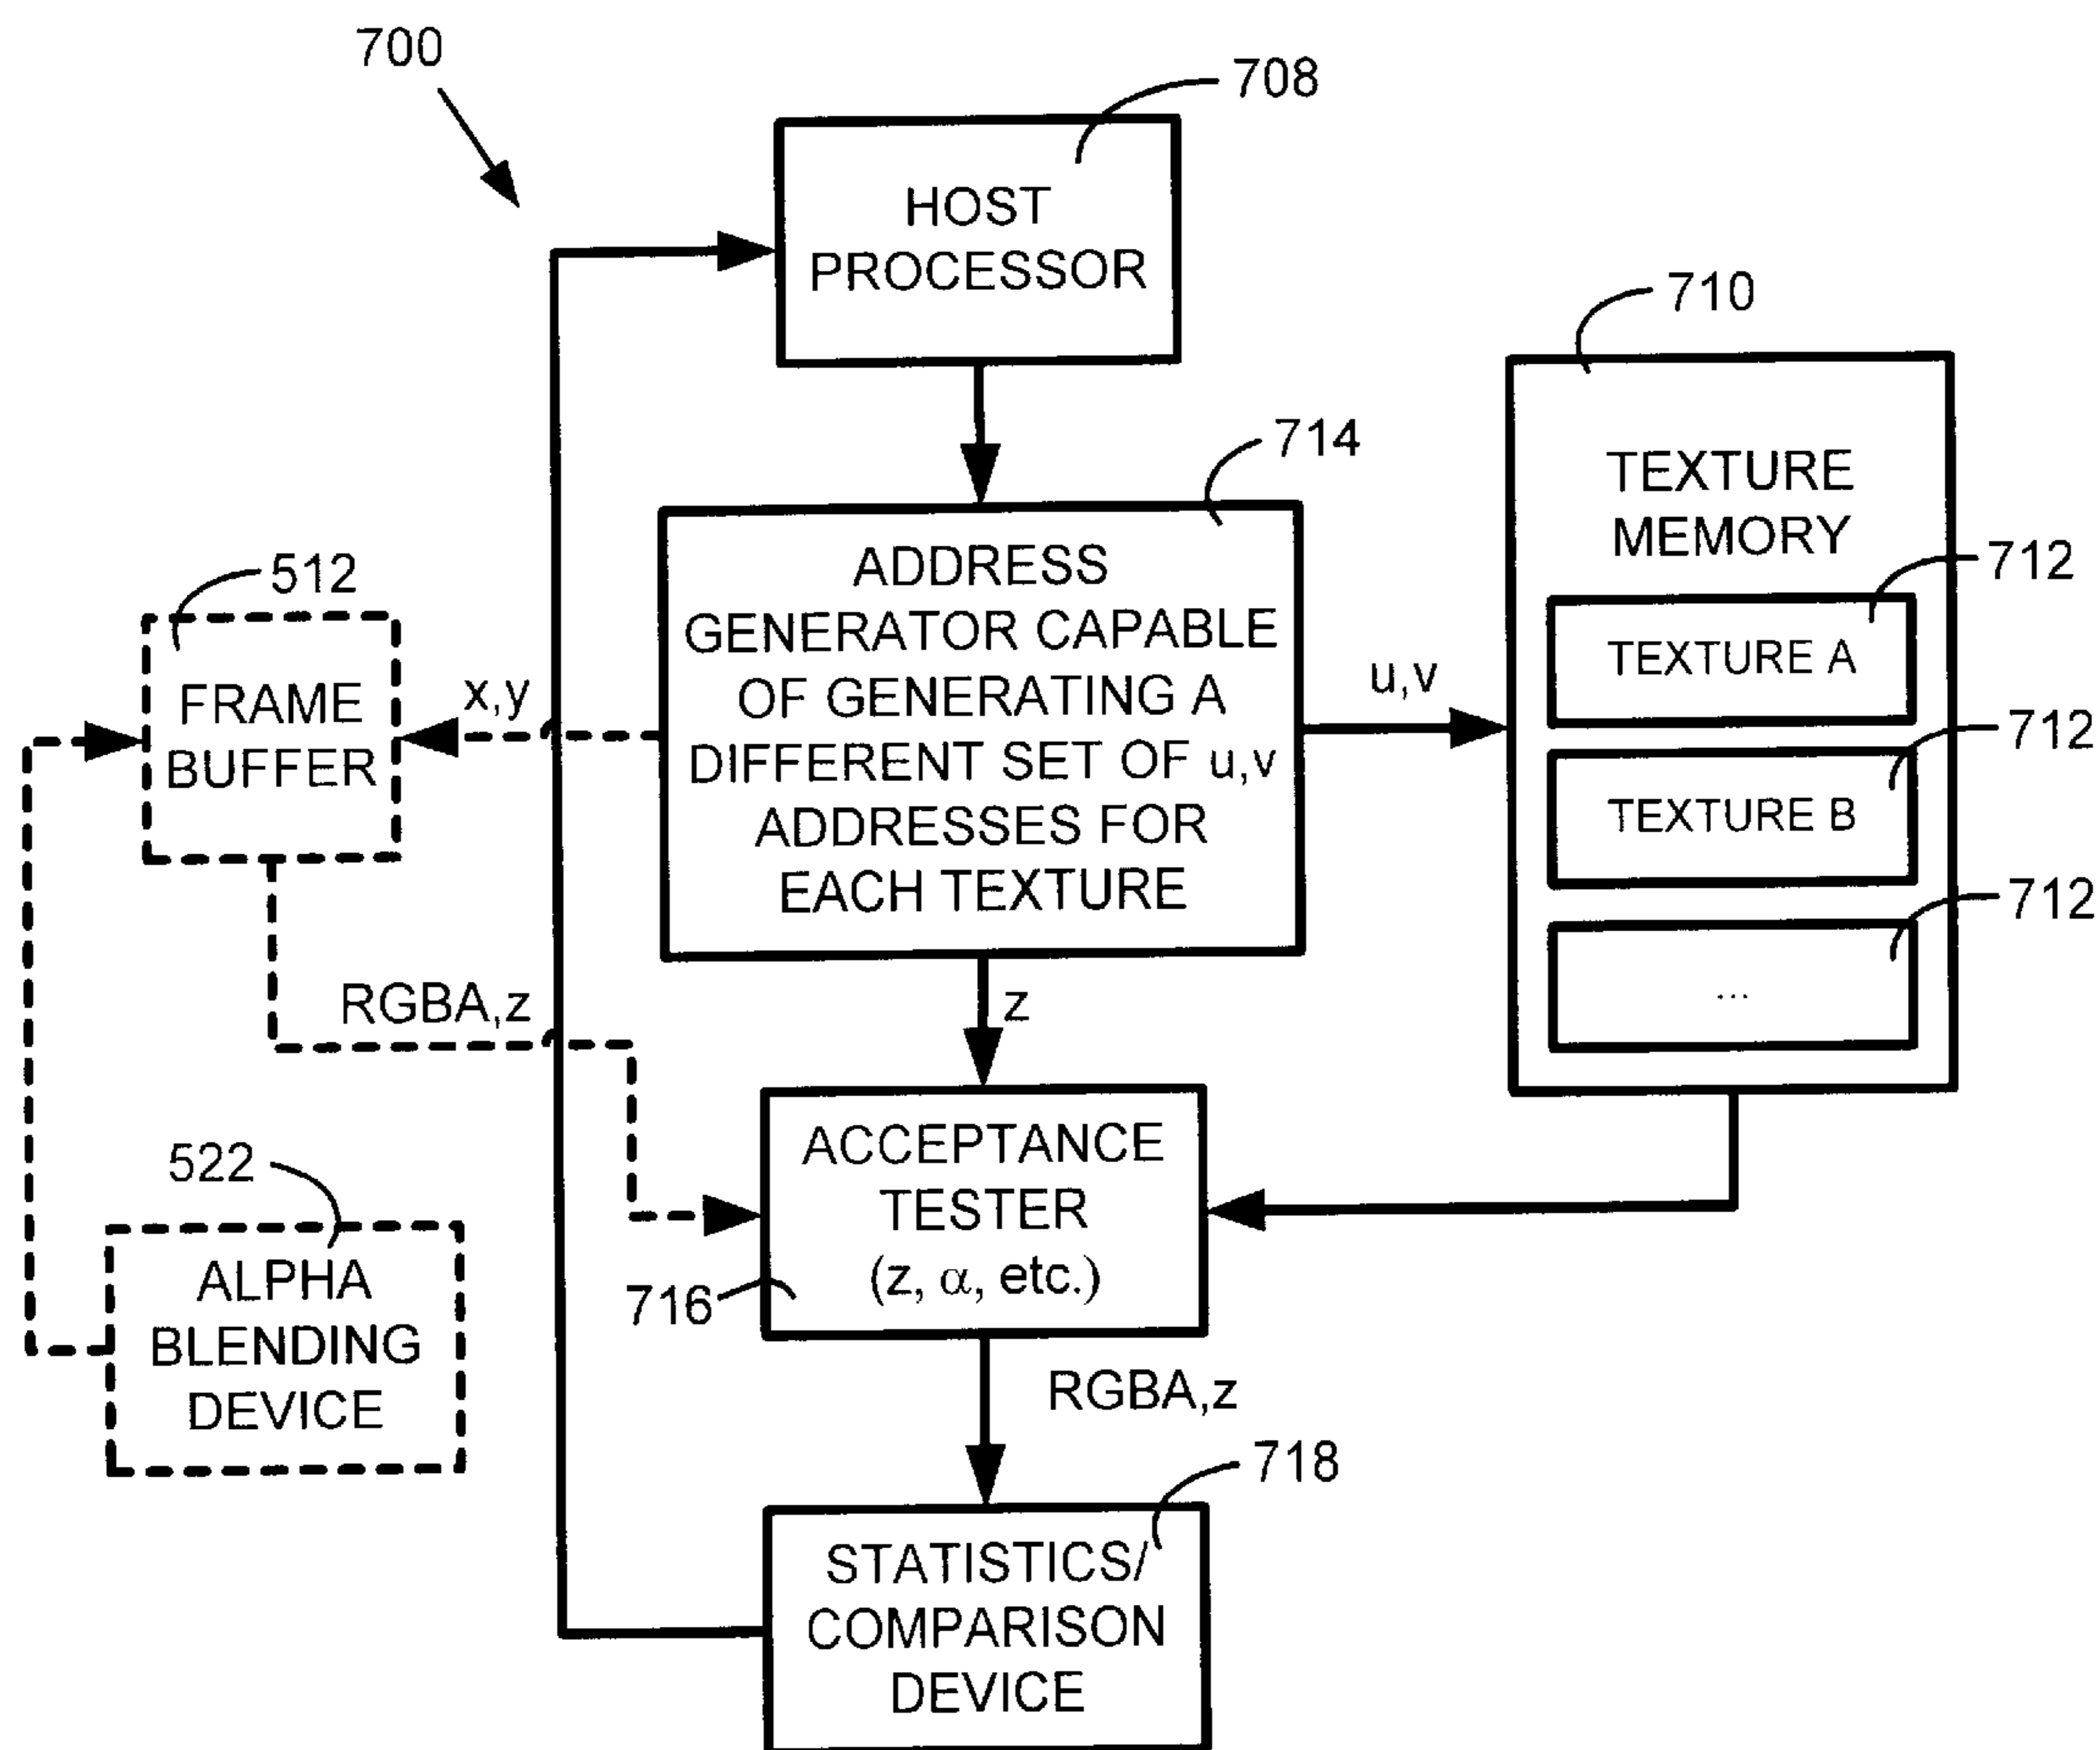 700
708
HOST
PROCESSOR
710
714
TEXTURE
MEMORY
ADDRESS
GENERATOR CAPABLE
OF GENERATING A
DIFFERENT SET OF u,v
ADDRESSES FOR
EACH TEXTURE
512
FRAME
BUFFER
x,y
u,v
712
TEXTURE A
712
TEXTURE B
712
...
RGBA,z
z
522
ALPHA
BLENDING
DEVICE
ACCEPTANCE
TESTER
(z, α, etc.)
716
RGBA,z
718
STATISTICS/
COMPARISON
DEVICE